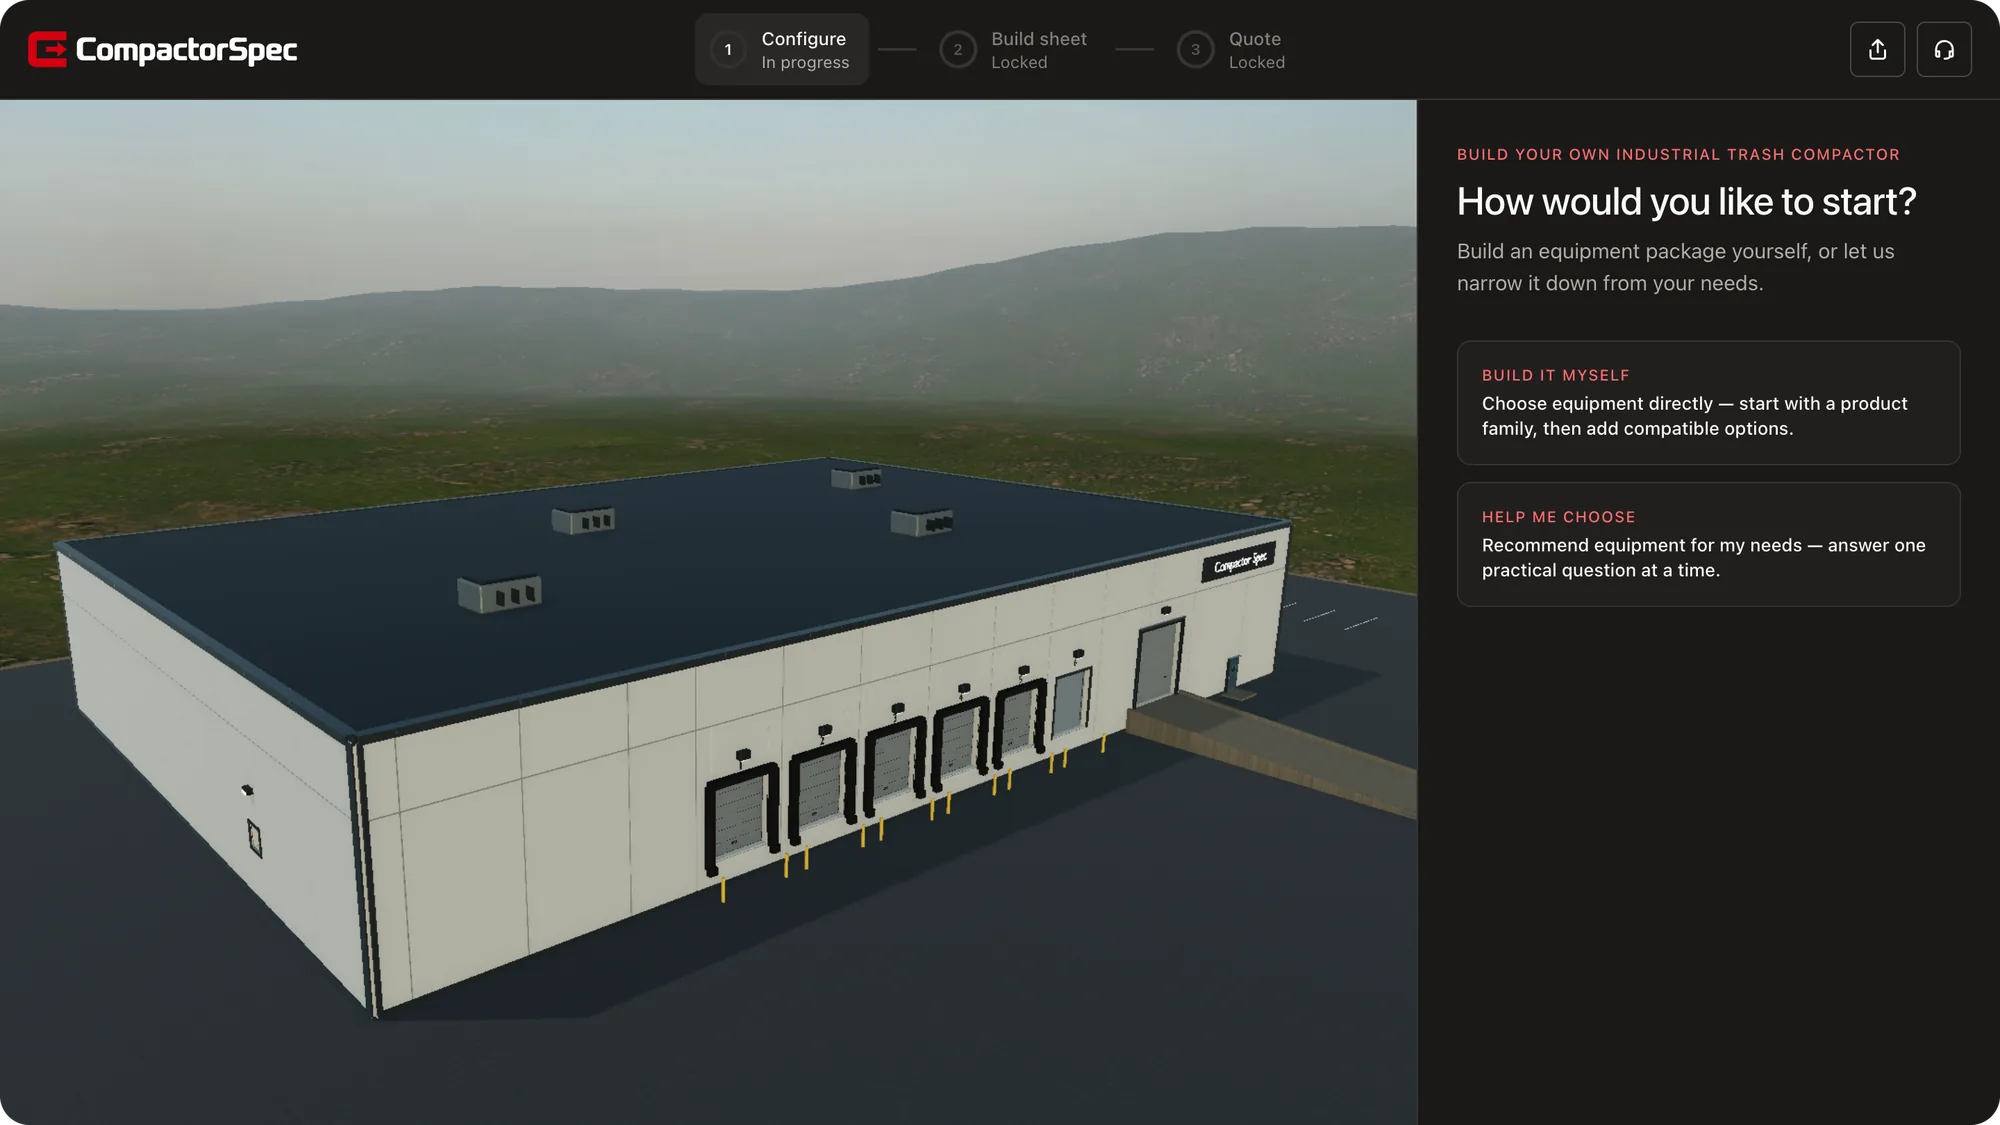 CompactorSpec
1
Configure
In progress
2
Build sheet
Locked
3
Quote
Locked
BUILD YOUR OWN INDUSTRIAL TRASH COMPACTOR
How would you like to start?
Build an equipment package yourself, or let us
narrow it down from your needs.
BUILD IT MYSELF
Choose equipment directly — start with a product
family, then add compatible options.
HELP ME CHOOSE
Recommend equipment for my needs — answer one
practical question at a time.
Compactor Spec